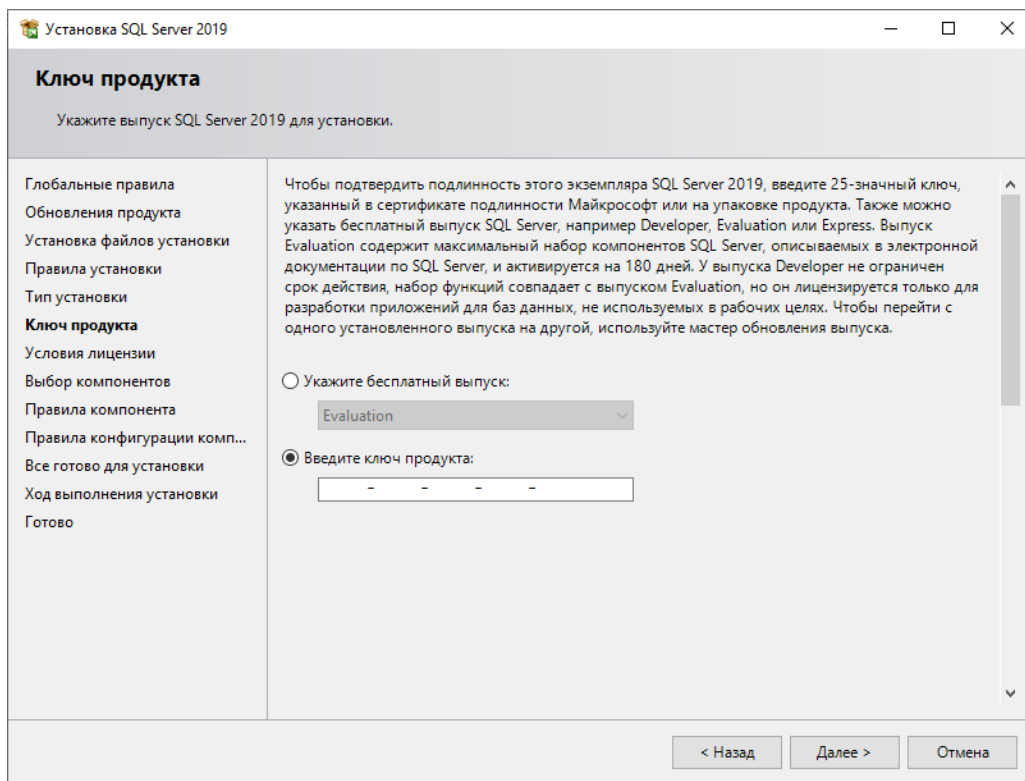 Установка SQL Server 2019
Ключ продукта
Укажите выпуск SQL Server 2019 для установки.
Глобальные правила
Обновления продукта
Установка файлов установки
Правила установки
Тип установки
Ключ продукта
Условия лицензии
Выбор компонентов
Правила компонента
Правила конфигурации комп...
Все готово для установки
Ход выполнения установки
Готово
Чтобы подтвердить подлинность этого экземпляра SQL Server 2019, введите 25-значный ключ,
указанный в сертификате подлинности Майкрософт или на упаковке продукта. Также можно
указать бесплатный выпуск SQL Server, например Developer, Evaluation или Express. Выпуск
Evaluation содержит максимальный набор компонентов SQL Server, описываемых в электронной
документации по SQL Server, и активируется на 180 дней. У выпуска Developer не ограничен
срок действия, набор функций совпадает с выпуском Evaluation, но он лицензируется только для
разработки приложений для баз данных, не используемых в рабочих целях. Чтобы перейти с
одного установленного выпуска на другой, используйте мастер обновления выпуска.
Укажите бесплатный выпуск:
Evaluation
Введите ключ продукта:
- - - -
< Назад
Далее >
Отмена